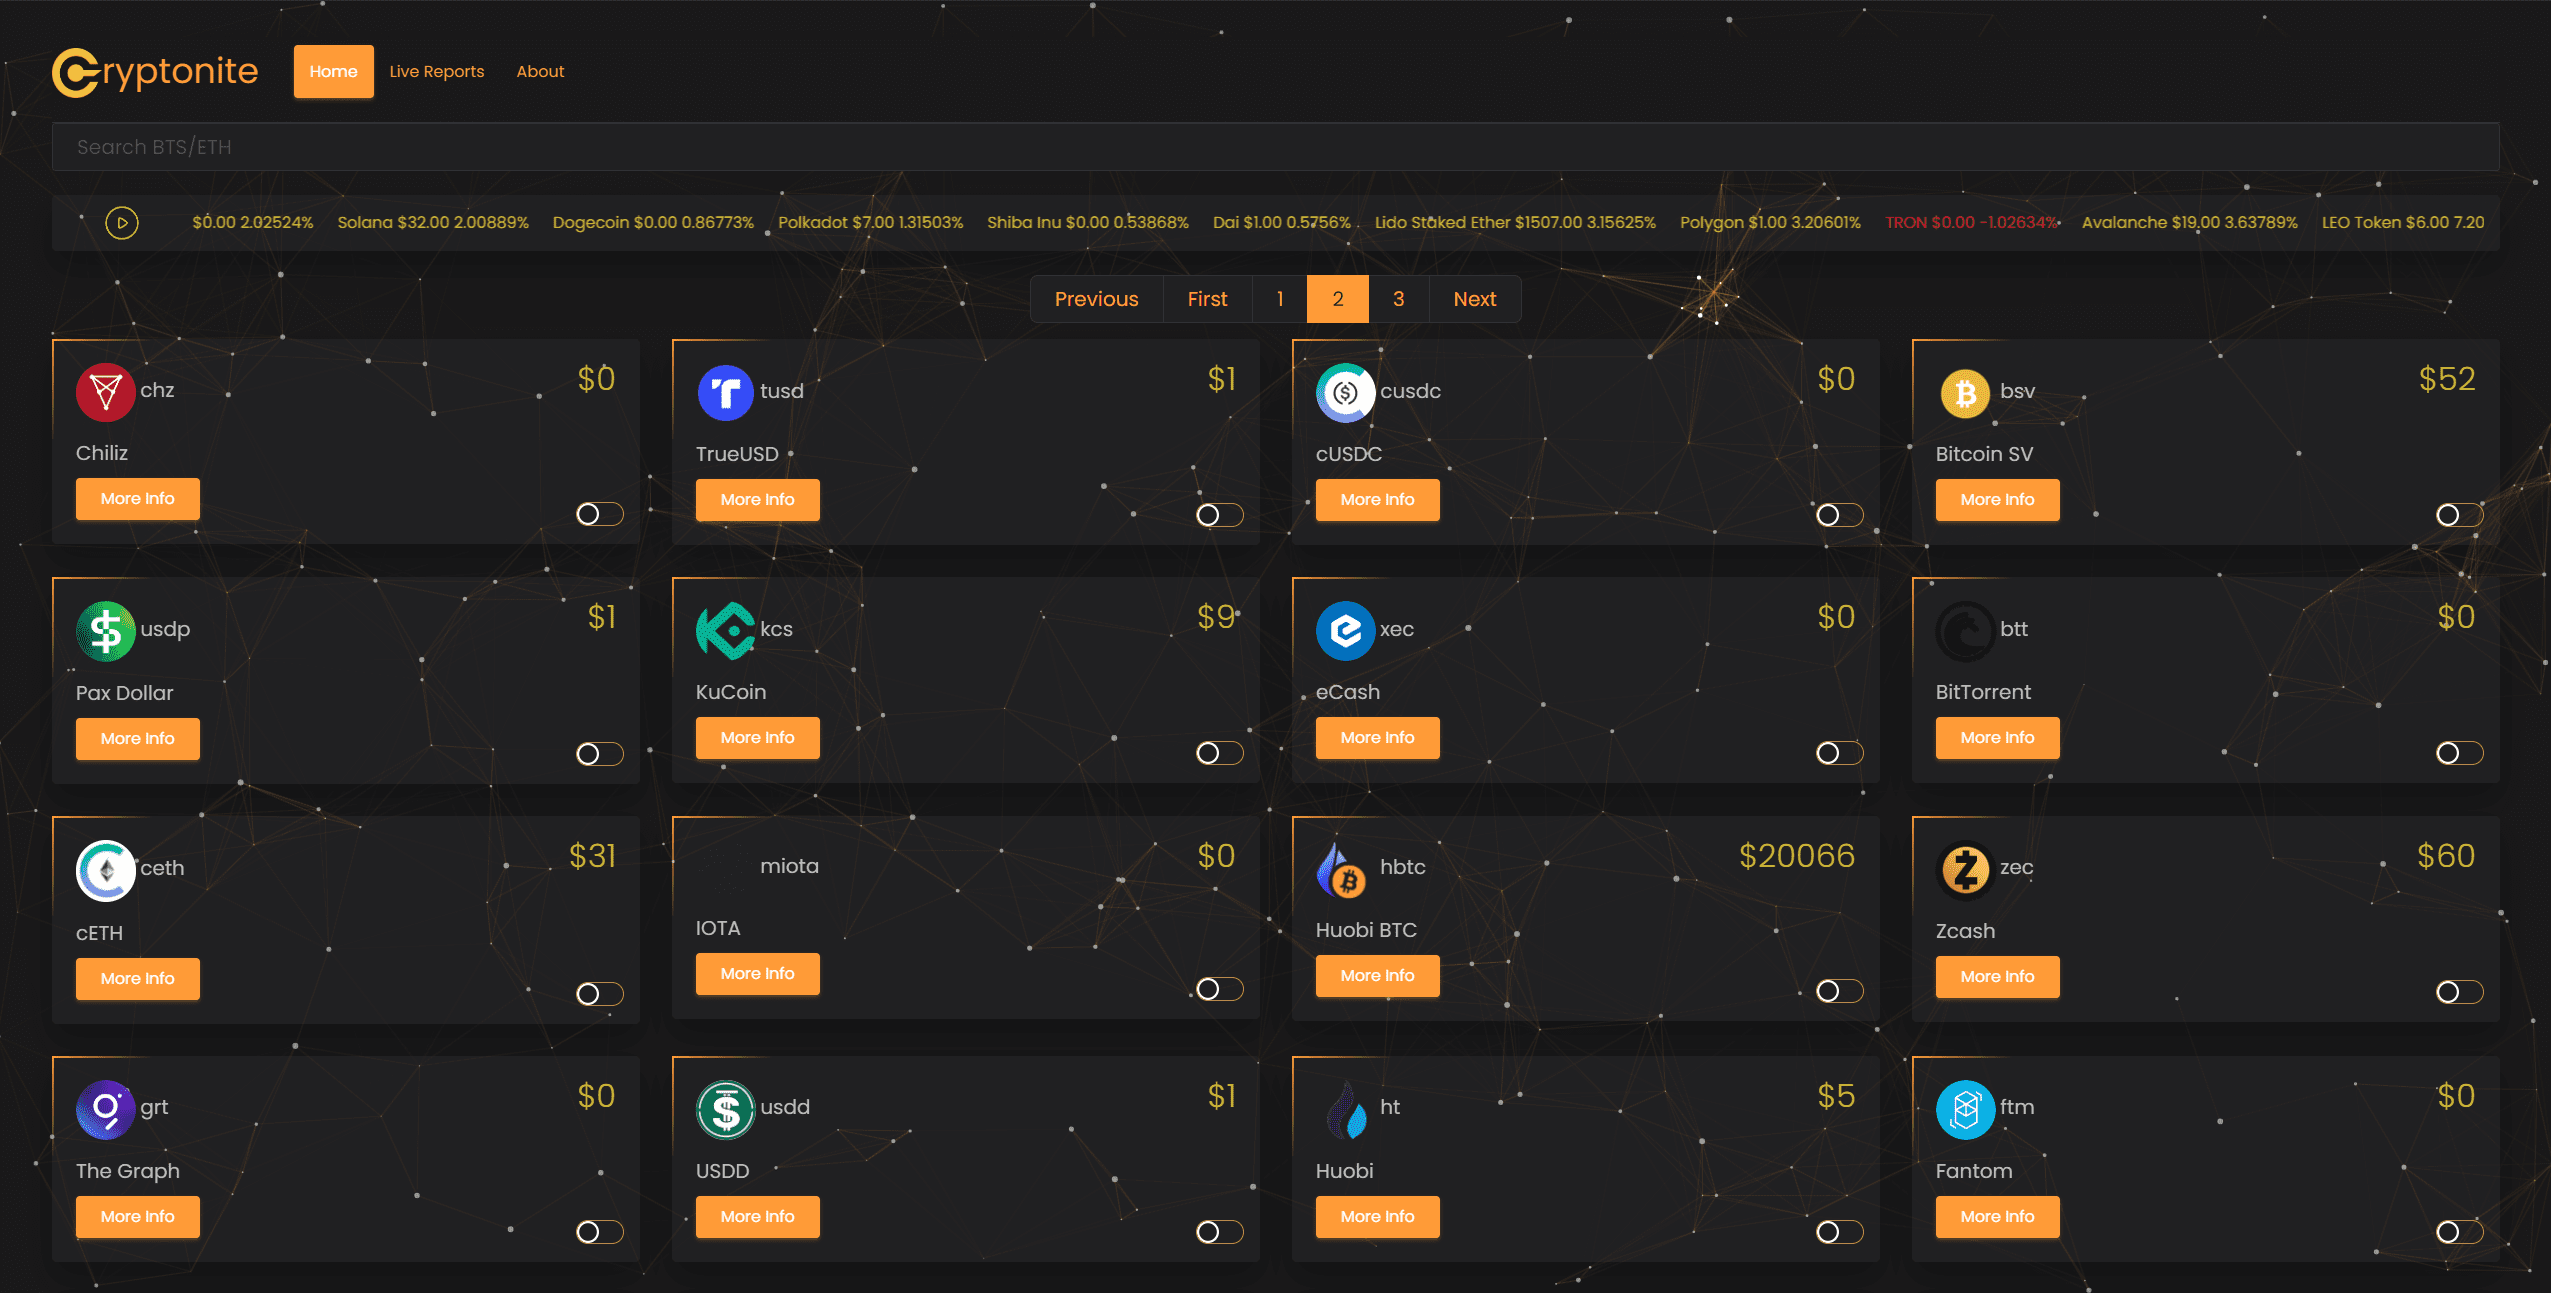 Cryptonite Home Live Reports About
Search BTS/ETH
$0.00 2.02524% Solana $32.00 2.00889% Dogecoin $0.00 0.86773% Polkadot $7.00 1.31503% Shiba Inu $0.00 0.53868% Dai $1.00 0.5756% Lido Staked Ether $1507.00 3.15625% Polygon $1.00 3.20601% TRON $0.00 -1.02634% Avalanche $19.00 3.63789% LEO Token $6.00 7.20
Previous First 1 2 3 Next
chz $0 tusd $1 cusdc $0 bsv $52
Chiliz TrueUSD cUSDC Bitcoin SV
More Info More Info More Info More Info
usdp $1 kcs $9 xec $0 btt $0
Pax Dollar KuCoin eCash BitTorrent
More Info More Info More Info More Info
ceth $31 miota $0 hbtc $20066 zec $60
cETH IOTA Huobi BTC Zcash
More Info More Info More Info More Info
grt $0 usdd $1 ht $5 ftm $0
The Graph USDD Huobi Fantom
More Info More Info More Info More Info